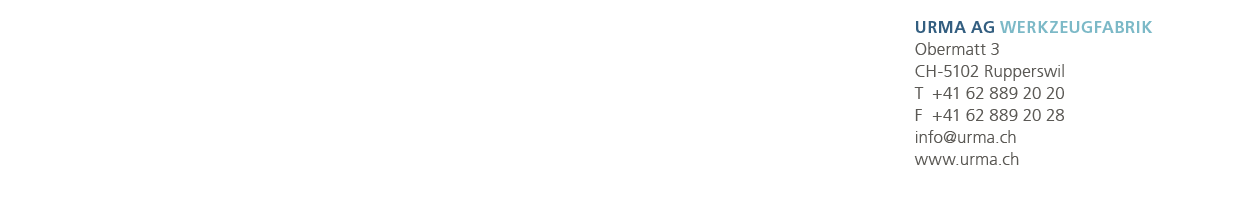 URMA AG WERKZEUGFABRIK
Obermatt 3
CH-5102 Rupperswil
T +41 62 889 20 20
F +41 62 889 20 28
info@urma.ch
www.urma.ch